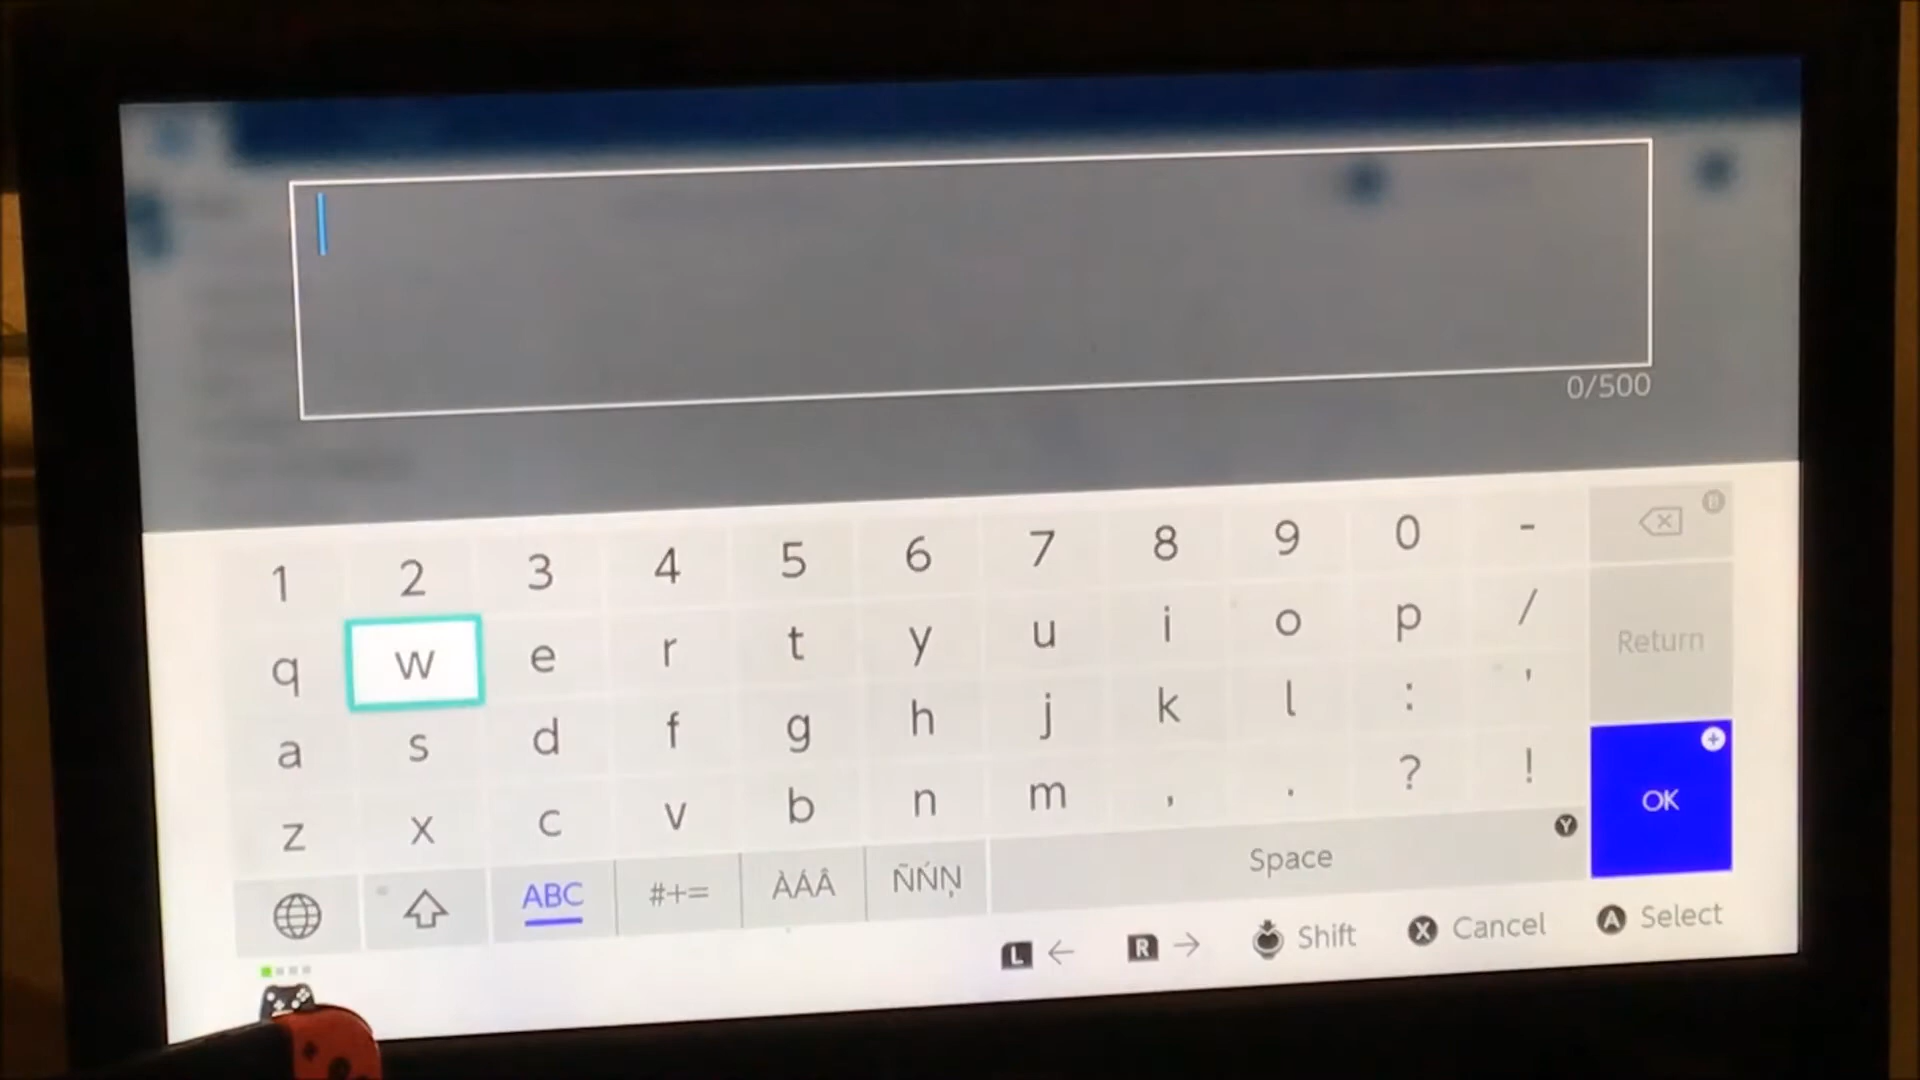 0/500
1 2 3 4 5 6 7 8 9 0 -
q w e r t y u i o p / Return
a s d f g h j k l : '
z x c v b n m , . ? ! OK
ABC #+= ÀÁÂ ÑŃŅ Space Y
L ← R → Shift X Cancel A Select